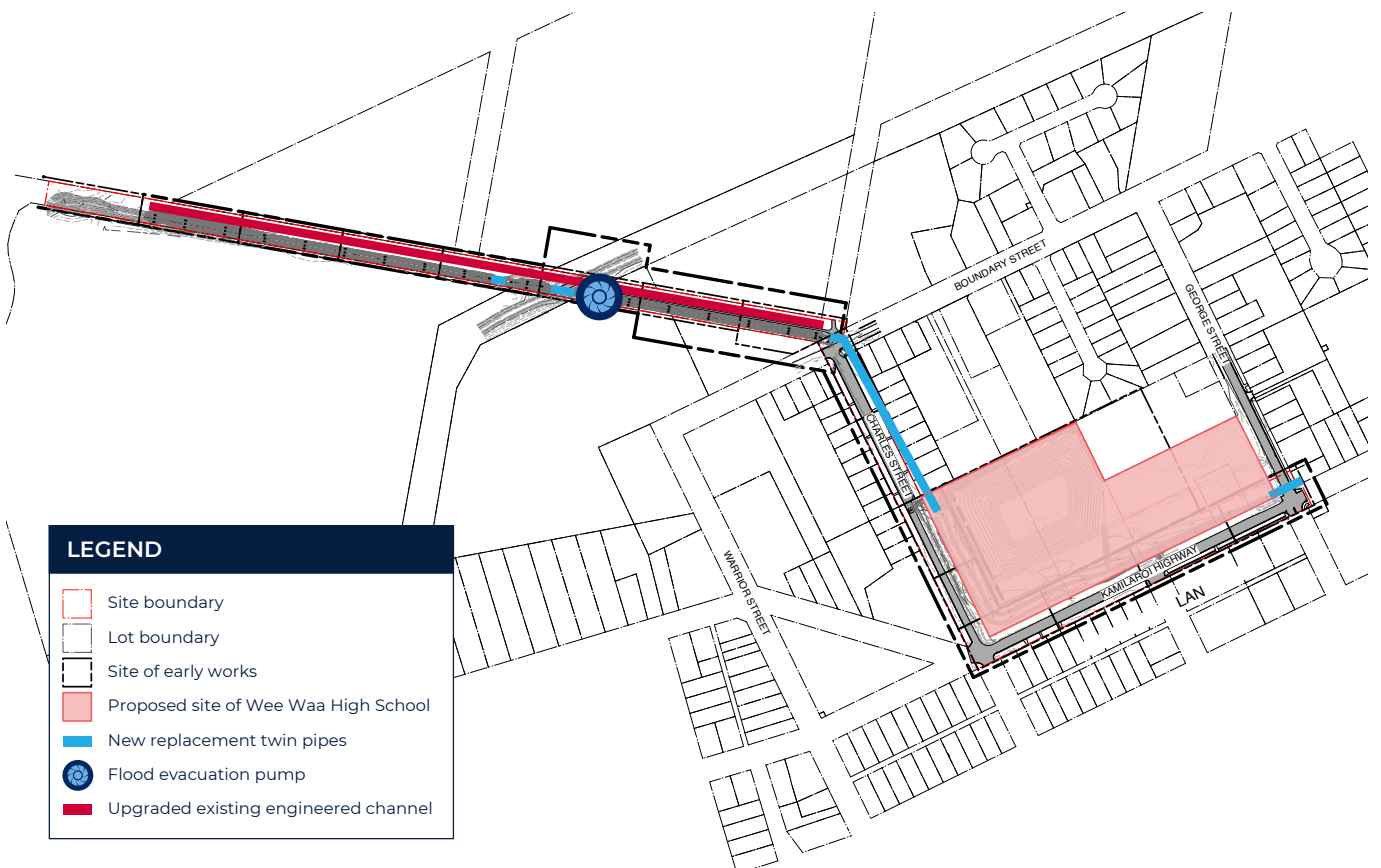 BOUNDARY STREET
GEORGE STREET
CHARLES STREET
KAMILAROI HIGHWAY
LAN
WARRIOR STREET
LEGEND
Site boundary
Lot boundary
Site of early works
Proposed site of Wee Waa High School
New replacement twin pipes
Flood evacuation pump
Upgraded existing engineered channel